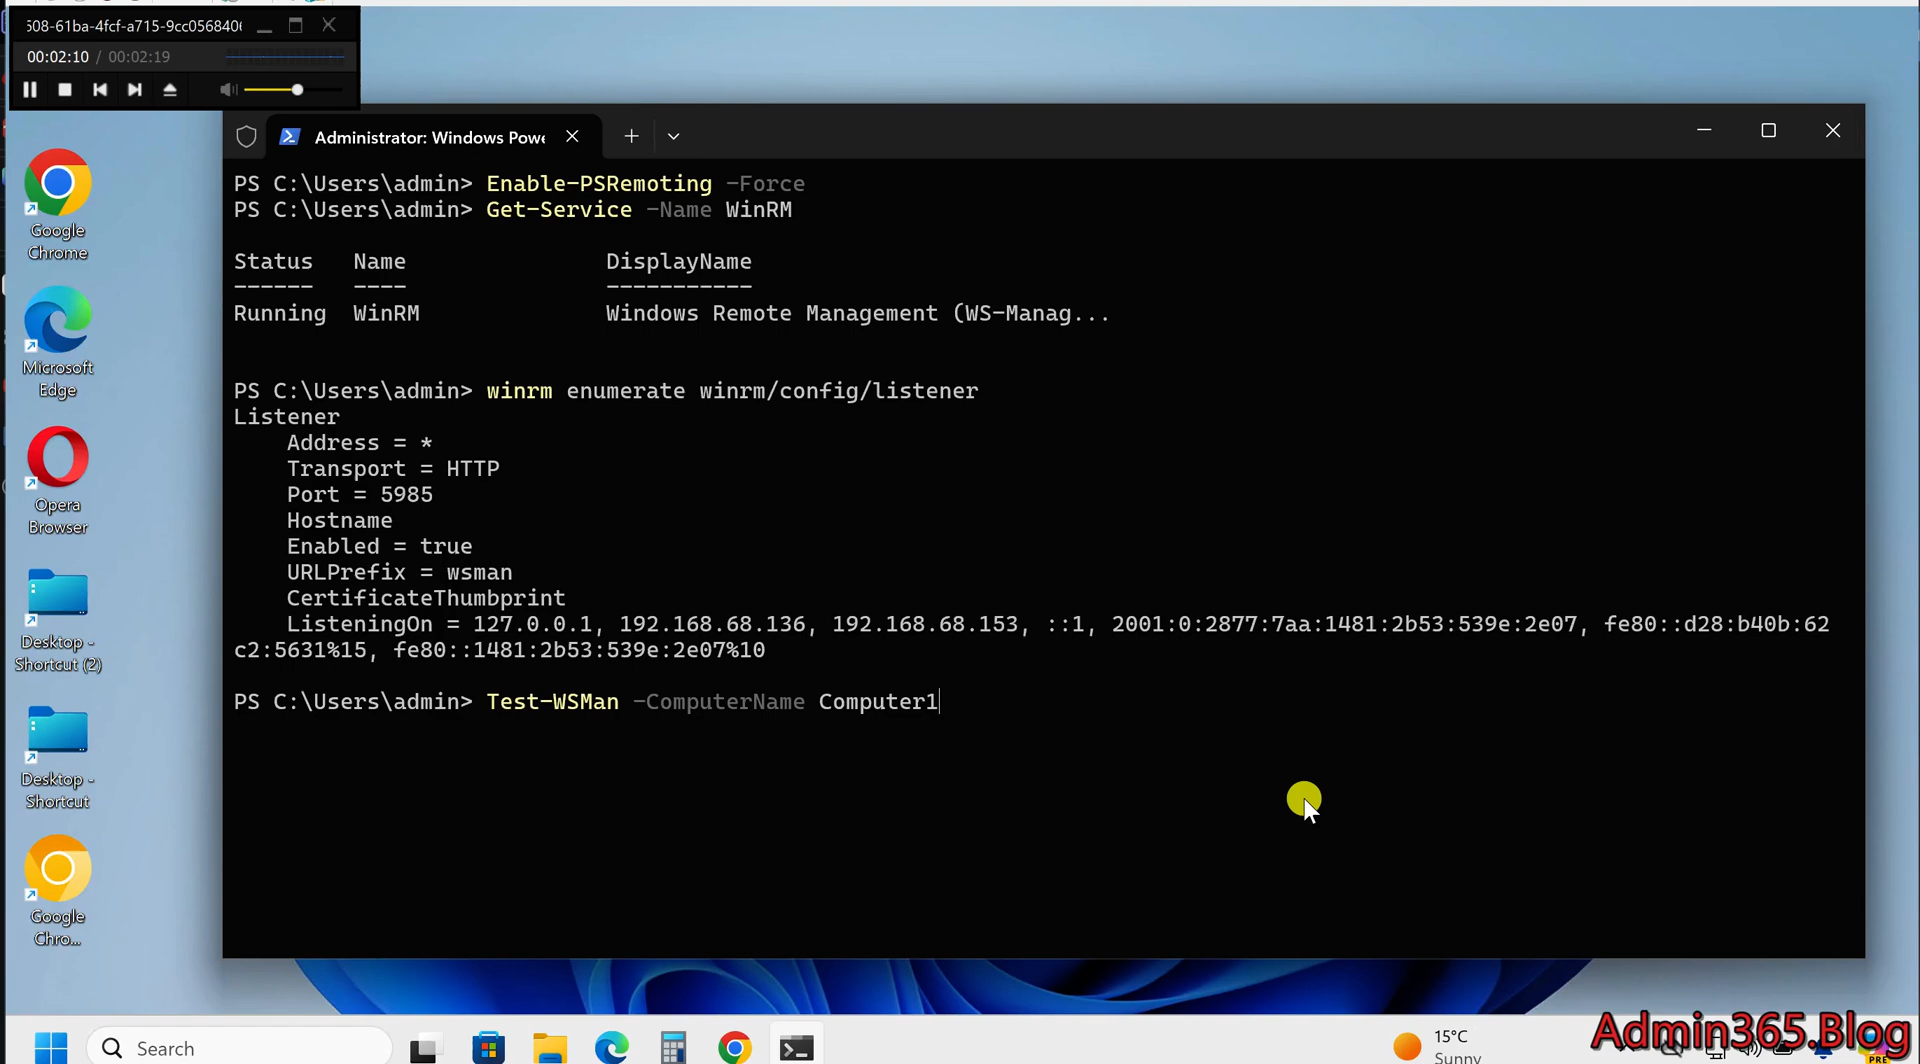 508-61ba-4fcf-a715-9cc0568406
00:02:10 / 00:02:19
Administrator: Windows Powe
PS C:\Users\admin> Enable-PSRemoting -Force
PS C:\Users\admin> Get-Service -Name WinRM
Status Name DisplayName
------ ---- -----------
Running WinRM Windows Remote Management (WS-Manag...
PS C:\Users\admin> winrm enumerate winrm/config/listener
Listener
Address = *
Transport = HTTP
Port = 5985
Hostname
Enabled = true
URLPrefix = wsman
CertificateThumbprint
ListeningOn = 127.0.0.1, 192.168.68.136, 192.168.68.153, ::1, 2001:0:2877:7aa:1481:2b53:539e:2e07, fe80::d28:b40b:62
c2:5631%15, fe80::1481:2b53:539e:2e07%10
PS C:\Users\admin> Test-WSMan -ComputerName Computer1
Google
Chrome
Microsoft
Edge
Opera
Browser
Desktop -
Shortcut (2)
Desktop -
Shortcut
Google
Chro...
Search
15°C
Sunny
Admin365.Blog
PRE